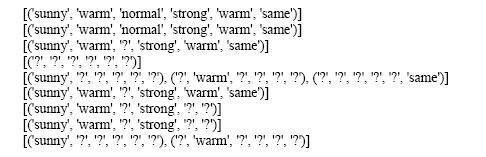 [('sunny', 'warm', 'normal', 'strong', 'warm', 'same')]
[('sunny', 'warm', 'normal', 'strong', 'warm', 'same')]
[('sunny', 'warm', '?', 'strong', 'warm', 'same')]
[('?', '?', '?', '?', '?', '?')]
[('sunny', '?', '?', '?', '?', '?'), ('?', 'warm', '?', '?', '?', '?'), ('?', '?', '?', '?', '?', 'same')]
[('sunny', 'warm', '?', 'strong', 'warm', 'same')]
[('sunny', 'warm', '?', 'strong', '?', '?')]
[('sunny', 'warm', '?', 'strong', '?', '?')]
[('sunny', '?', '?', '?', '?', '?'), ('?', 'warm', '?', '?', '?', '?')]